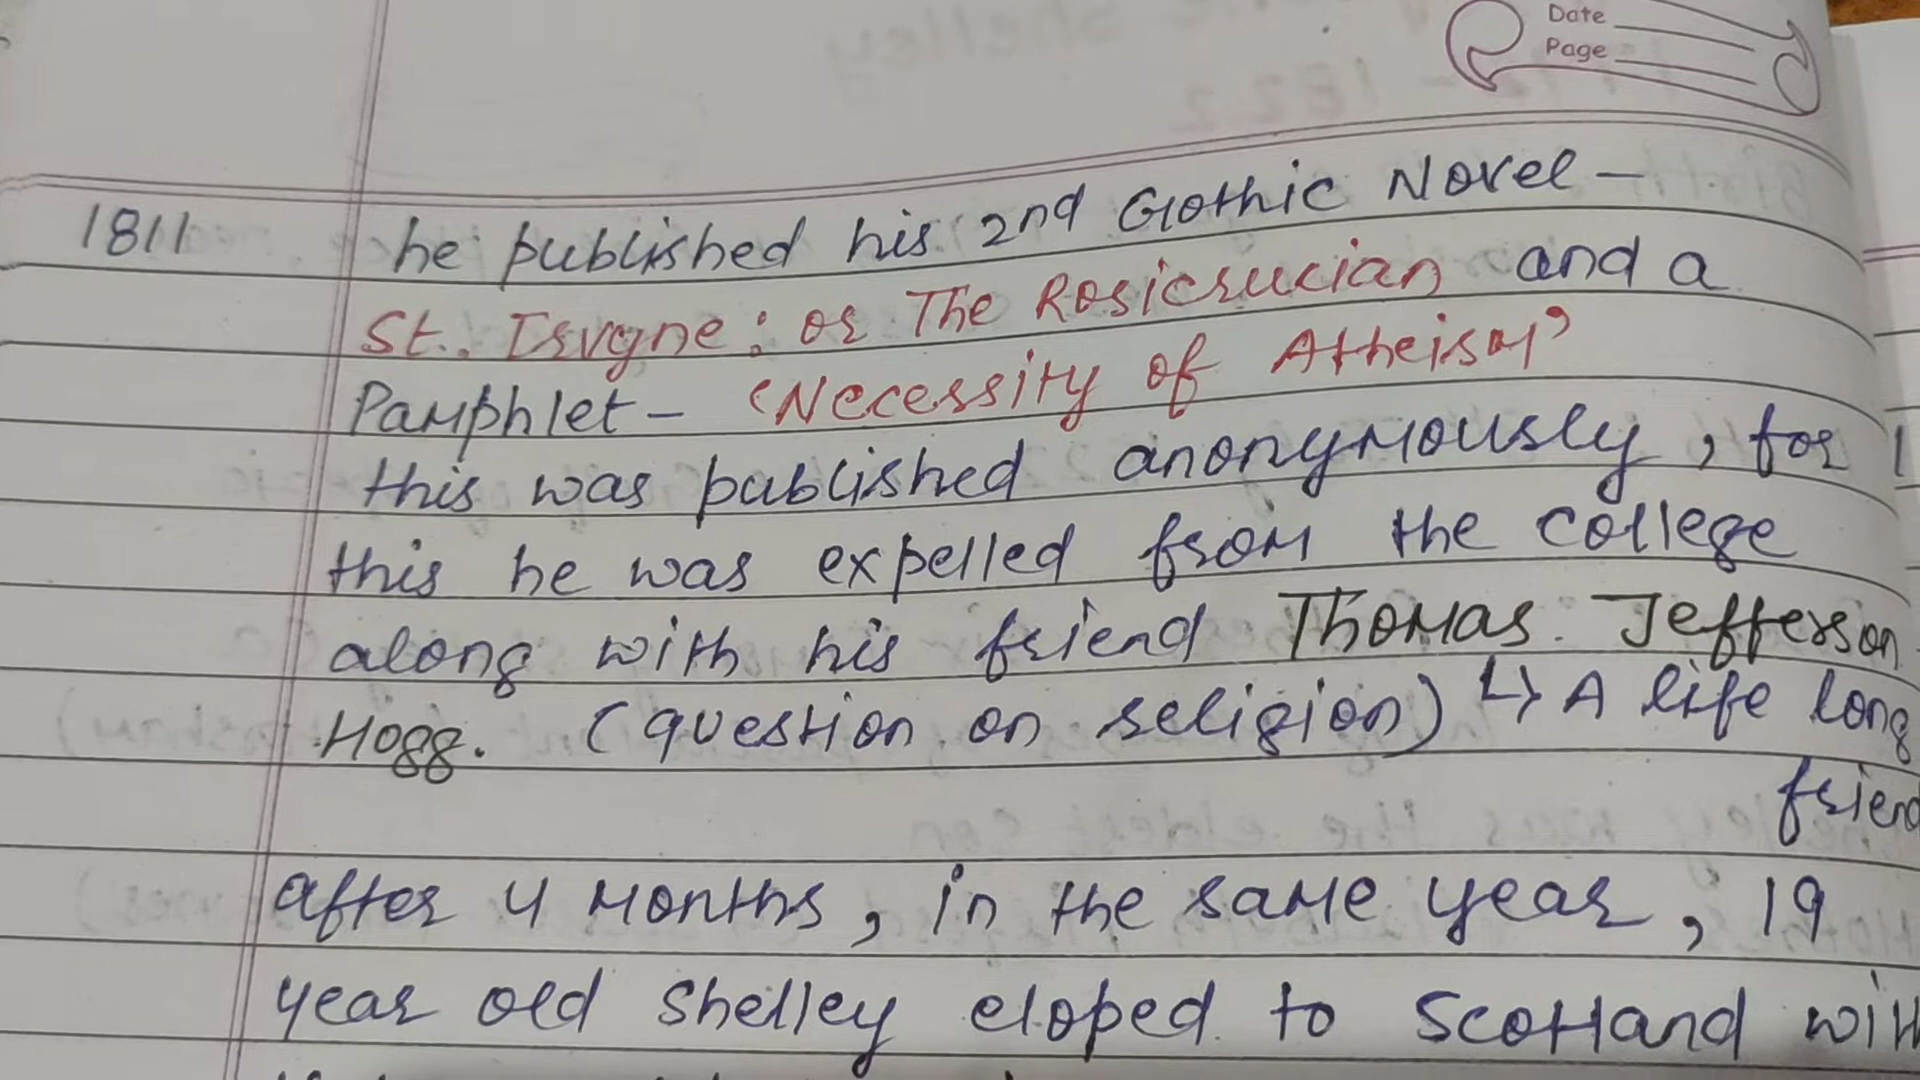 Date
Page
1811 he published his 2nd Gothic Novel –
St. Irvyne : or The Rosicrucian and a
Pamphlet – 'Necessity of Atheism'
this was published anonymously, for
this he was expelled from the college
along with his friend Thomas. Jefferson
Hogg. (question on religion) ↳ A life long
friend
after 4 months, in the same year, 19
year old Shelley eloped to Scotland with